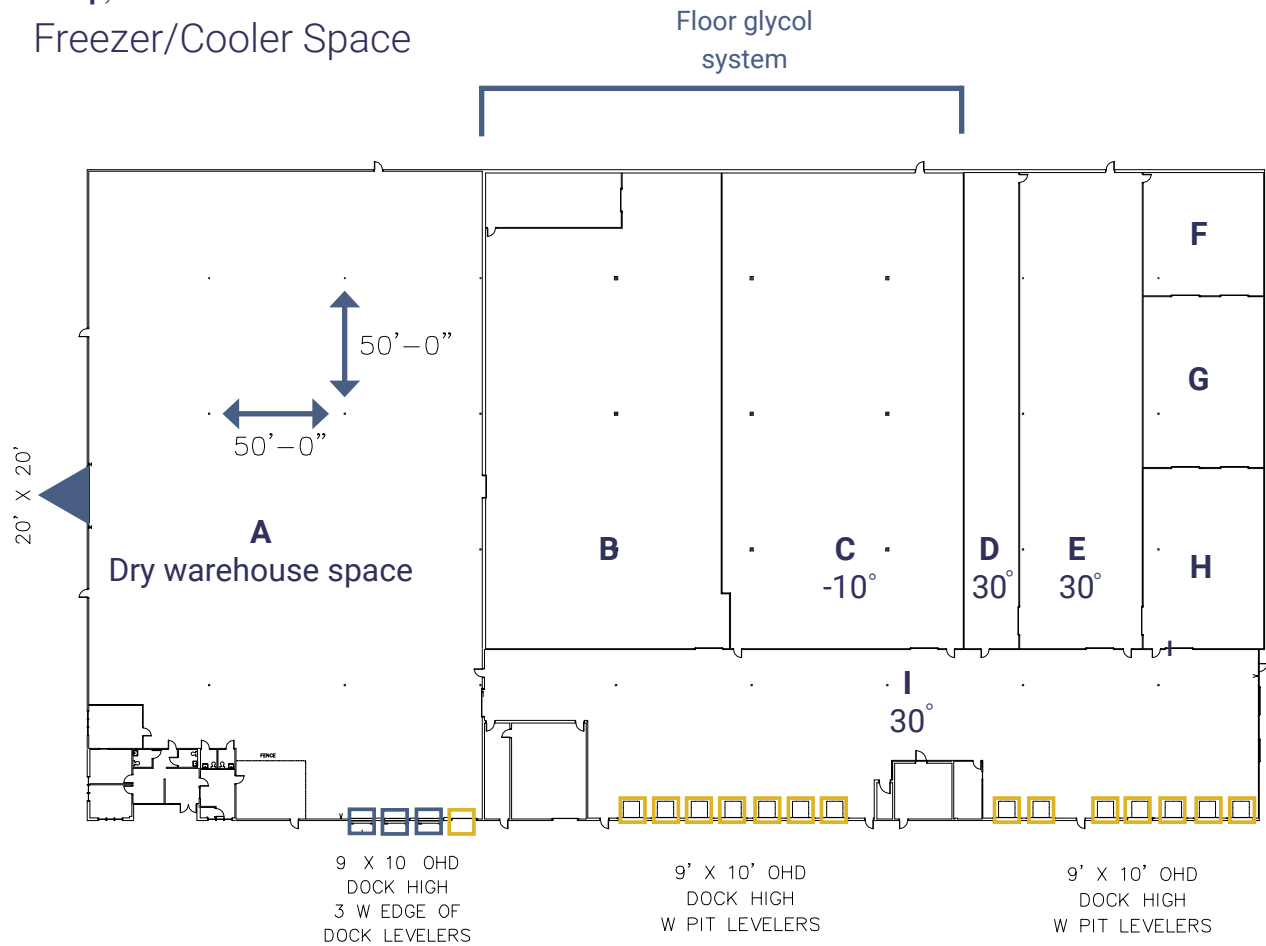 Freezer/Cooler Space
Floor glycol
system
50’–0”
50’–0”
20’ X 20’
A
Dry warehouse space
B
C
-10°
D
30°
E
30°
F
G
H
I
30°
FENCE
9 X 10 OHD
DOCK HIGH
3 W EDGE OF
DOCK LEVELERS
9’ X 10’ OHD
DOCK HIGH
W PIT LEVELERS
9’ X 10’ OHD
DOCK HIGH
W PIT LEVELERS